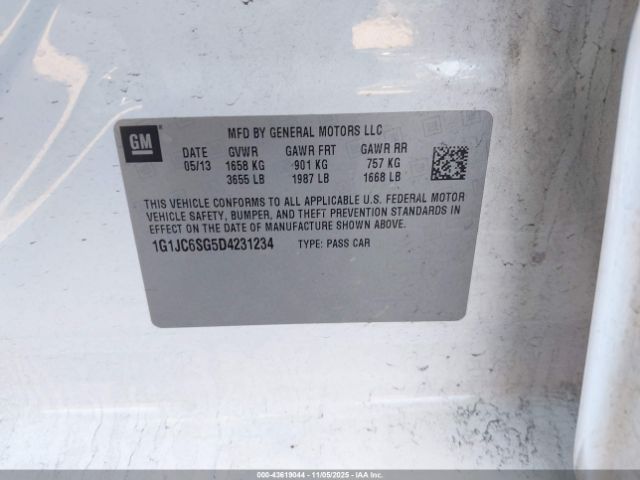 GM
MFD BY GENERAL MOTORS LLC
DATE GVWR GAWR FRT GAWR RR
05/13 1658 KG 901 KG 757 KG
3655 LB 1987 LB 1668 LB
THIS VEHICLE CONFORMS TO ALL APPLICABLE U.S. FEDERAL MOTOR
VEHICLE SAFETY, BUMPER, AND THEFT PREVENTION STANDARDS IN
EFFECT ON THE DATE OF MANUFACTURE SHOWN ABOVE.
1G1JC6SG5D4231234 TYPE: PASS CAR
000-43619044 - 11/05/2025 - IAAI.COM